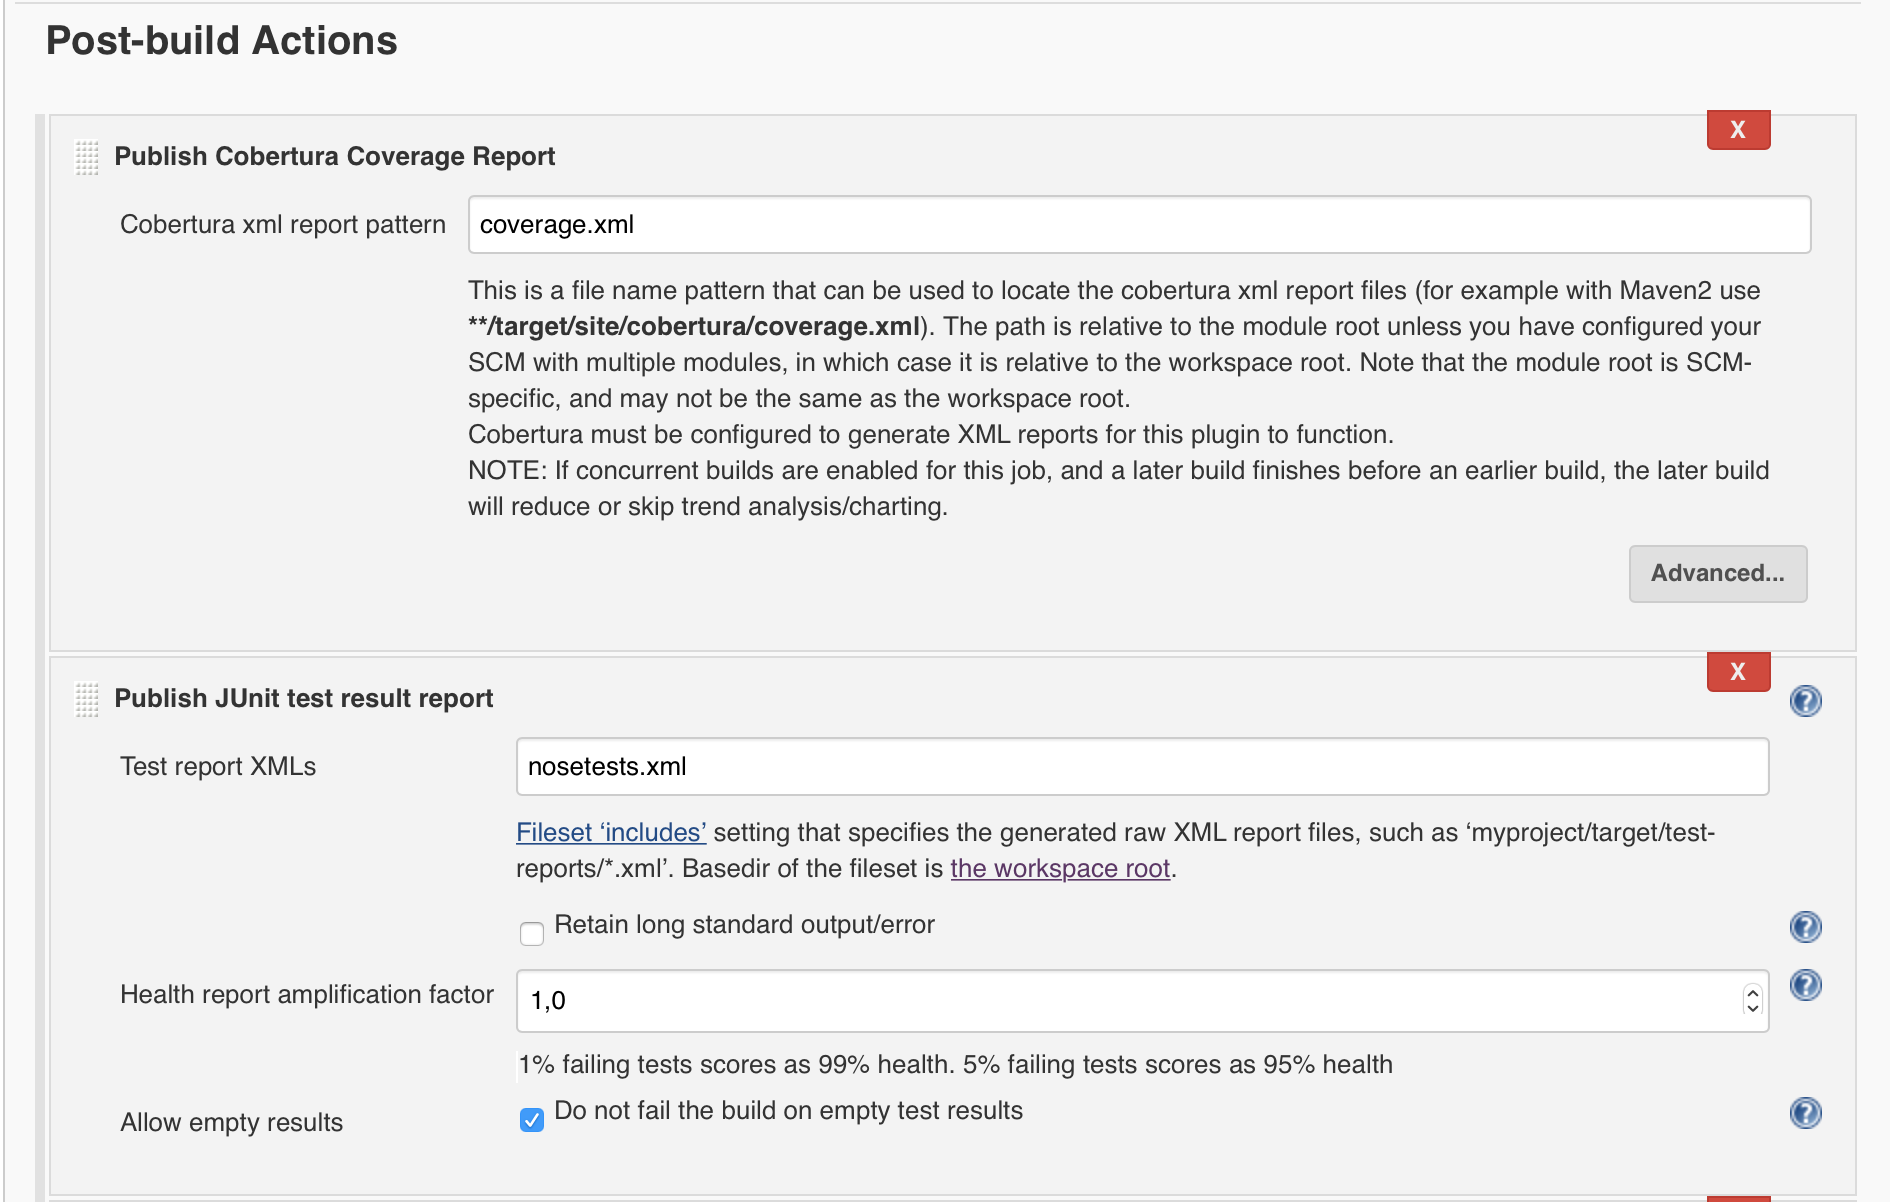 Post-build Actions
X
Publish Cobertura Coverage Report
Cobertura xml report pattern
coverage.xml
This is a file name pattern that can be used to locate the cobertura xml report files (for example with Maven2 use
**/target/site/cobertura/coverage.xml). The path is relative to the module root unless you have configured your
SCM with multiple modules, in which case it is relative to the workspace root. Note that the module root is SCM-
specific, and may not be the same as the workspace root.
Cobertura must be configured to generate XML reports for this plugin to function.
NOTE: If concurrent builds are enabled for this job, and a later build finishes before an earlier build, the later build
will reduce or skip trend analysis/charting.
Advanced...
X
Publish JUnit test result report
?
Test report XMLs
nosetests.xml
Fileset ‘includes’ setting that specifies the generated raw XML report files, such as ‘myproject/target/test-
reports/*.xml’. Basedir of the fileset is the workspace root.
Retain long standard output/error
?
Health report amplification factor
1,0
?
1% failing tests scores as 99% health. 5% failing tests scores as 95% health
Allow empty results
Do not fail the build on empty test results
?